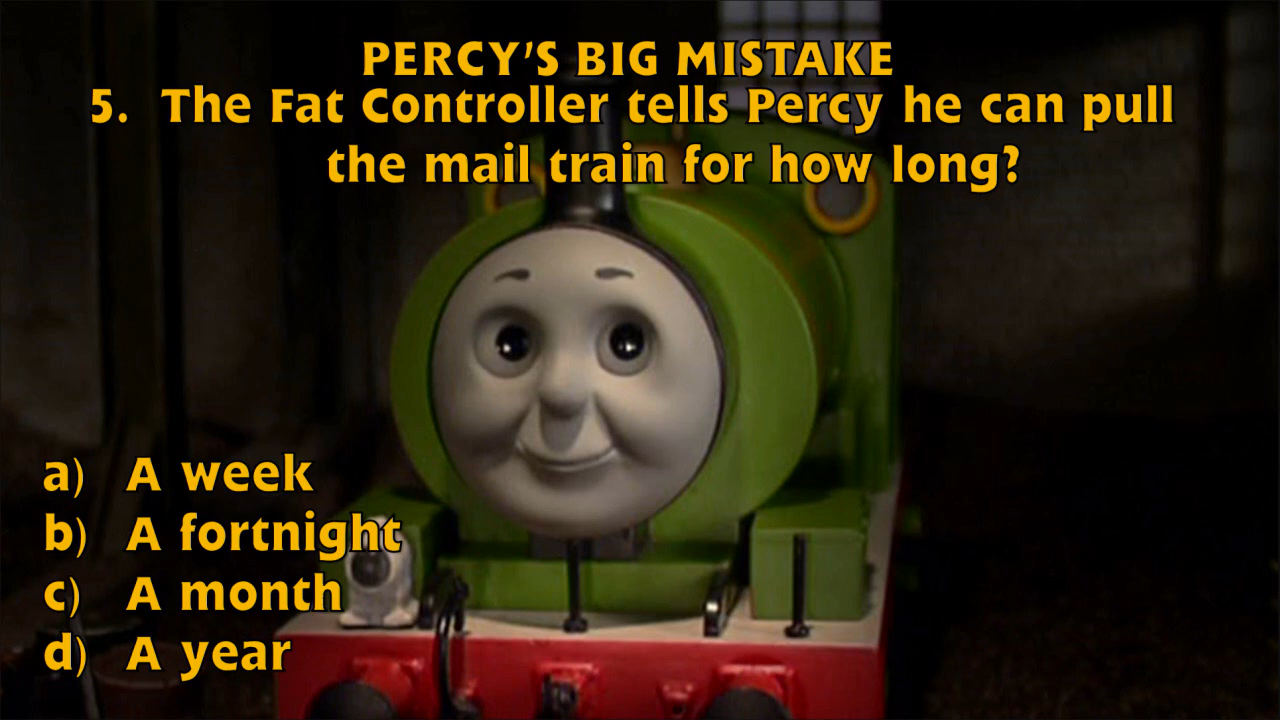 PERCY'S BIG MISTAKE
5. The Fat Controller tells Percy he can pull
the mail train for how long?
a) A week
b) A fortnight
c) A month
d) A year